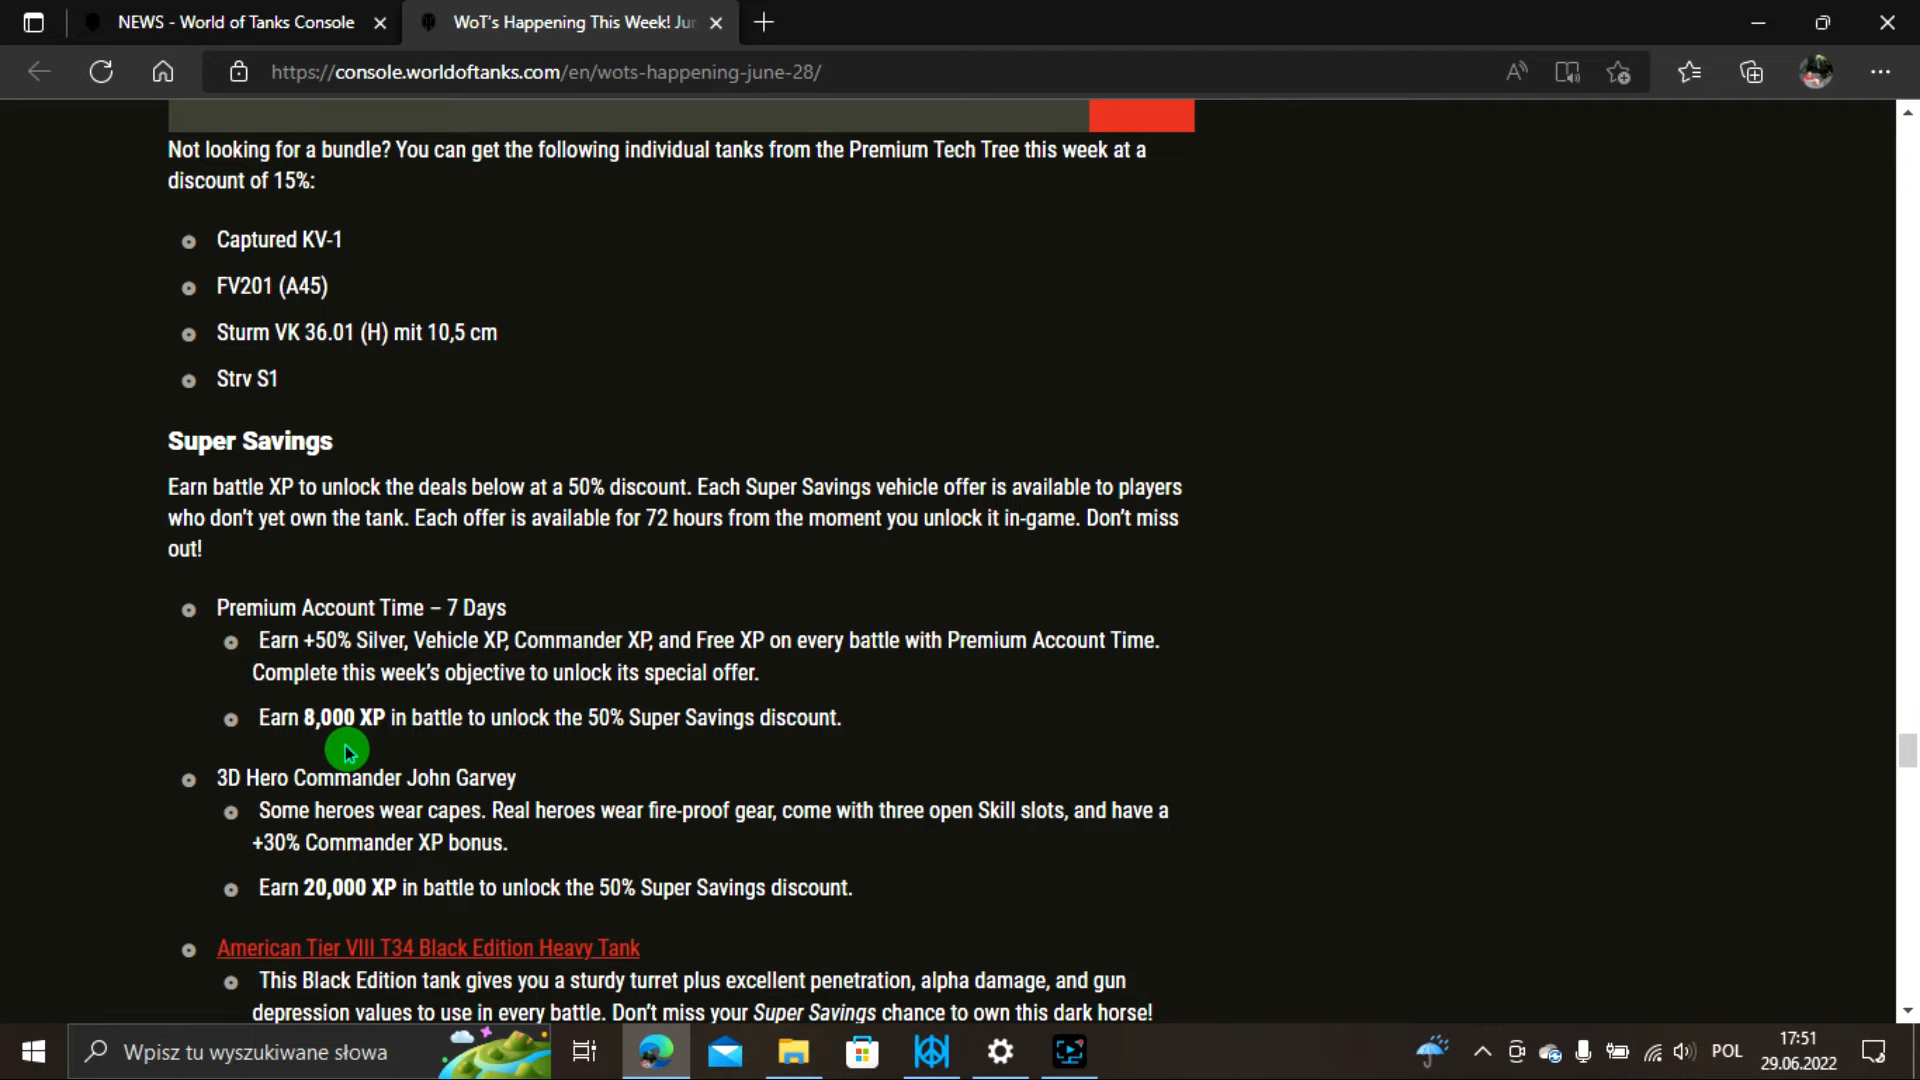 NEWS - World of Tanks Console
WoT's Happening This Week! Jun
https://console.worldoftanks.com/en/wots-happening-june-28/
Not looking for a bundle? You can get the following individual tanks from the Premium Tech Tree this week at a
discount of 15%:
Captured KV-1
FV201 (A45)
Sturm VK 36.01 (H) mit 10,5 cm
Strv S1
Super Savings
Earn battle XP to unlock the deals below at a 50% discount. Each Super Savings vehicle offer is available to players
who don't yet own the tank. Each offer is available for 72 hours from the moment you unlock it in-game. Don't miss
out!
Premium Account Time – 7 Days
Earn +50% Silver, Vehicle XP, Commander XP, and Free XP on every battle with Premium Account Time.
Complete this week's objective to unlock its special offer.
Earn 8,000 XP in battle to unlock the 50% Super Savings discount.
3D Hero Commander John Garvey
Some heroes wear capes. Real heroes wear fire-proof gear, come with three open Skill slots, and have a
+30% Commander XP bonus.
Earn 20,000 XP in battle to unlock the 50% Super Savings discount.
American Tier VIII T34 Black Edition Heavy Tank
This Black Edition tank gives you a sturdy turret plus excellent penetration, alpha damage, and gun
depression values to use in every battle. Don't miss your Super Savings chance to own this dark horse!
Wpisz tu wyszukiwane słowa
POL
17:51
29.06.2022